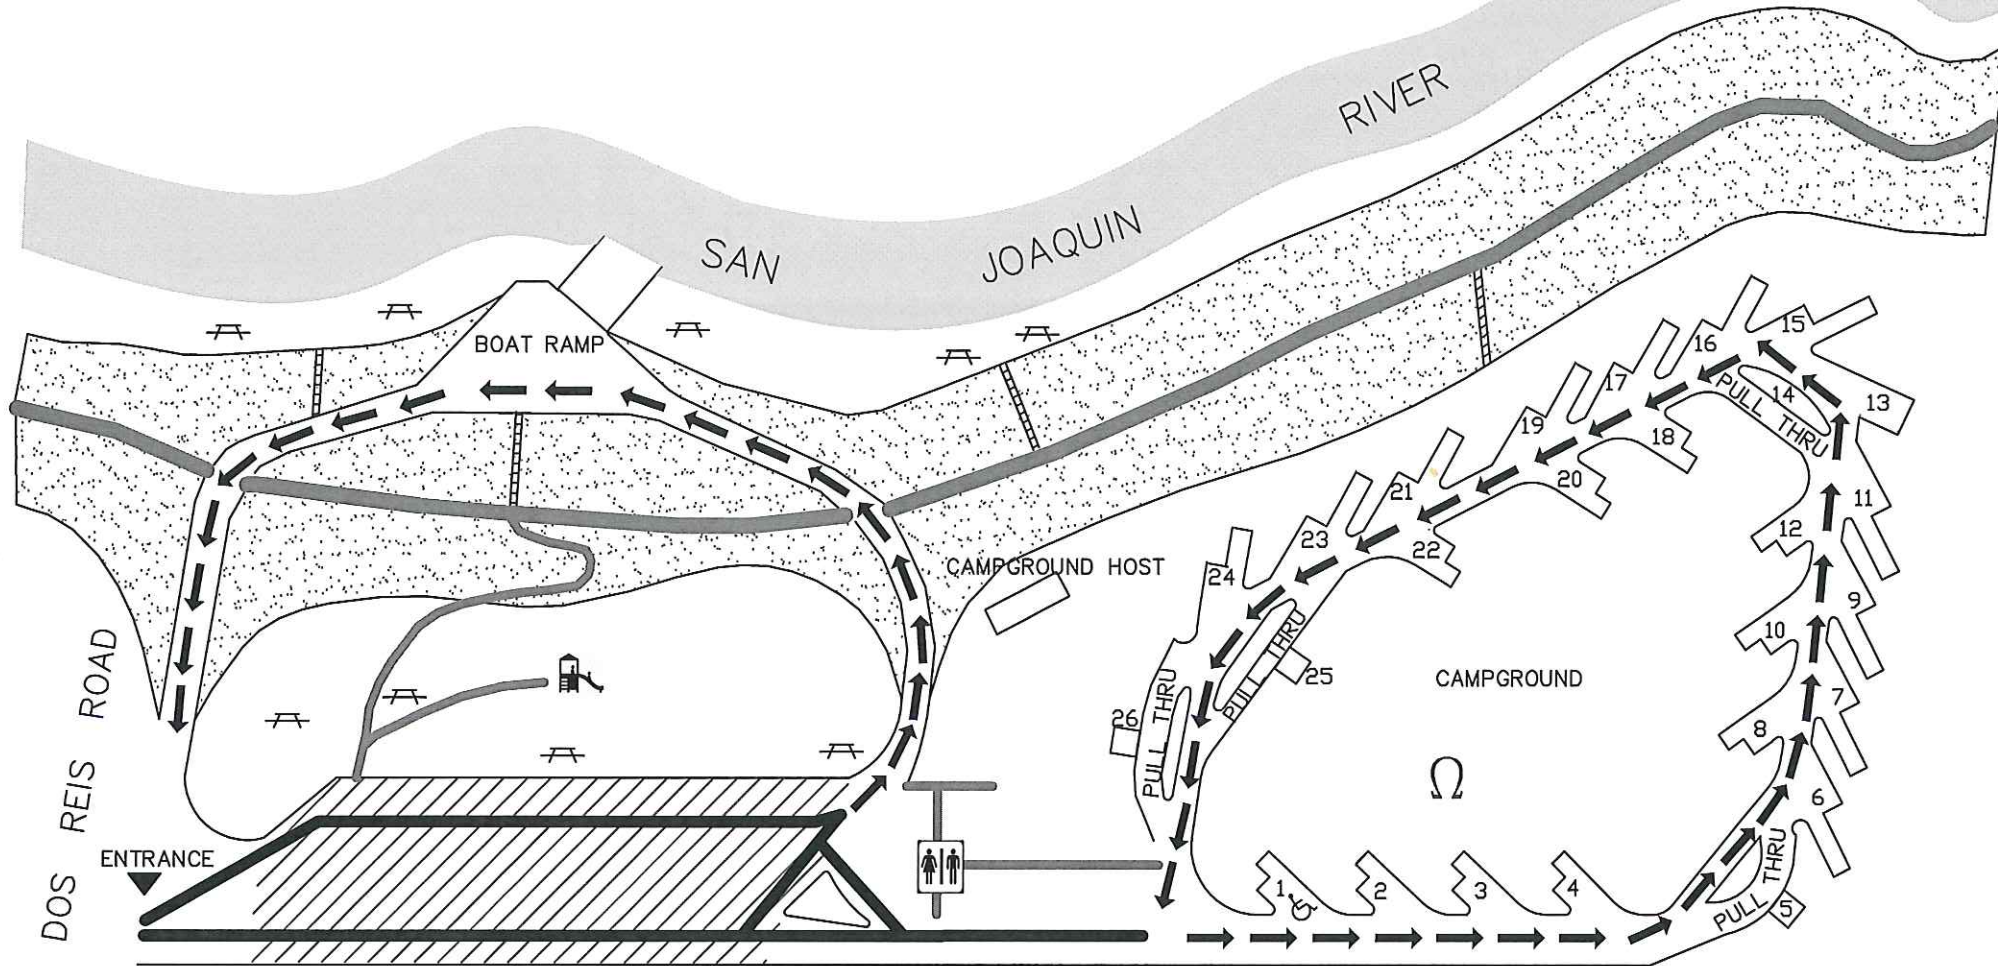 SAN JOAQUIN RIVER
BOAT RAMP
CAMPGROUND HOST
DOS REIS ROAD
ENTRANCE
CAMPGROUND
Ω
1
2
3
4
5
PULL THRU
6
7
8
9
10
11
12
13
14
PULL THRU
15
16
17
18
19
20
21
22
23
24
25
PULL THRU
26
PULL THRU